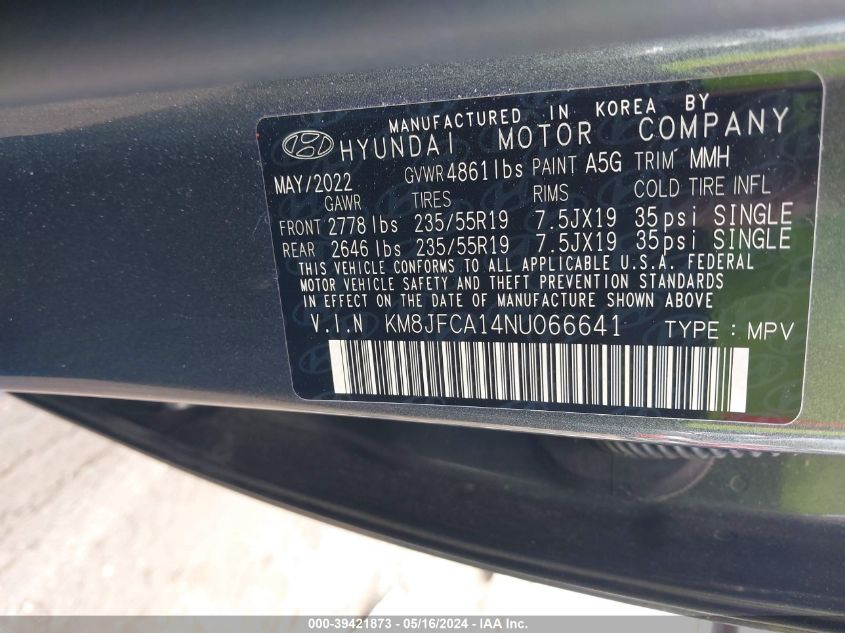 MANUFACTURED IN KOREA BY
HYUNDAI MOTOR COMPANY
MAY/2022 GVWR 4861 lbs PAINT A5G TRIM MMH
GAWR TIRES RIMS COLD TIRE INFL
FRONT 2778 lbs 235/55R19 7.5JX19 35psi SINGLE
REAR 2646 lbs 235/55R19 7.5JX19 35psi SINGLE
THIS VEHICLE CONFORMS TO ALL APPLICABLE U.S.A. FEDERAL
MOTOR VEHICLE SAFETY AND THEFT PREVENTION STANDARDS
IN EFFECT ON THE DATE OF MANUFACTURE SHOWN ABOVE
V.I.N KM8JFCA14NU066641 TYPE : MPV
000-39421873 - 05/16/2024 - IMPACT AUTO AUCTIONS